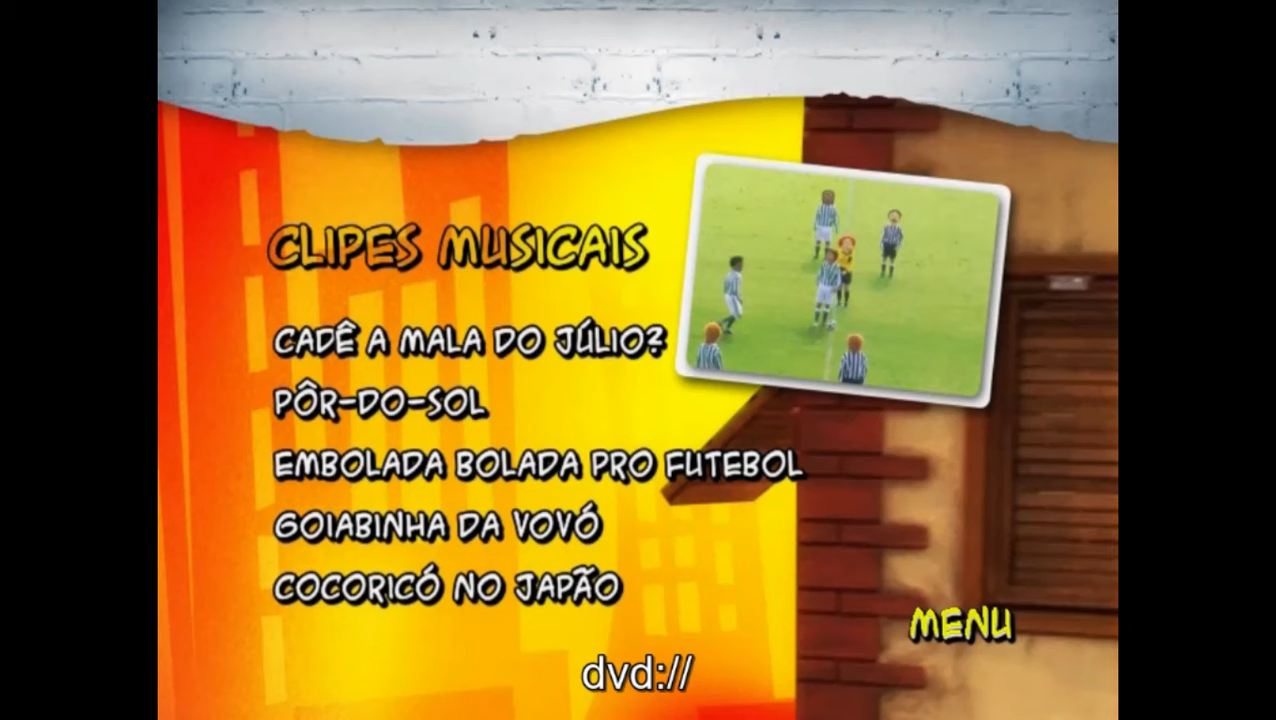 CLIPES MUSICAIS
CADÊ A MALA DO JÚLIO?
PÔR-DO-SOL
EMBOLADA BOLADA PRO FUTEBOL
GOIABINHA DA VOVÓ
COCORICÓ NO JAPÃO
MENU
dvd://